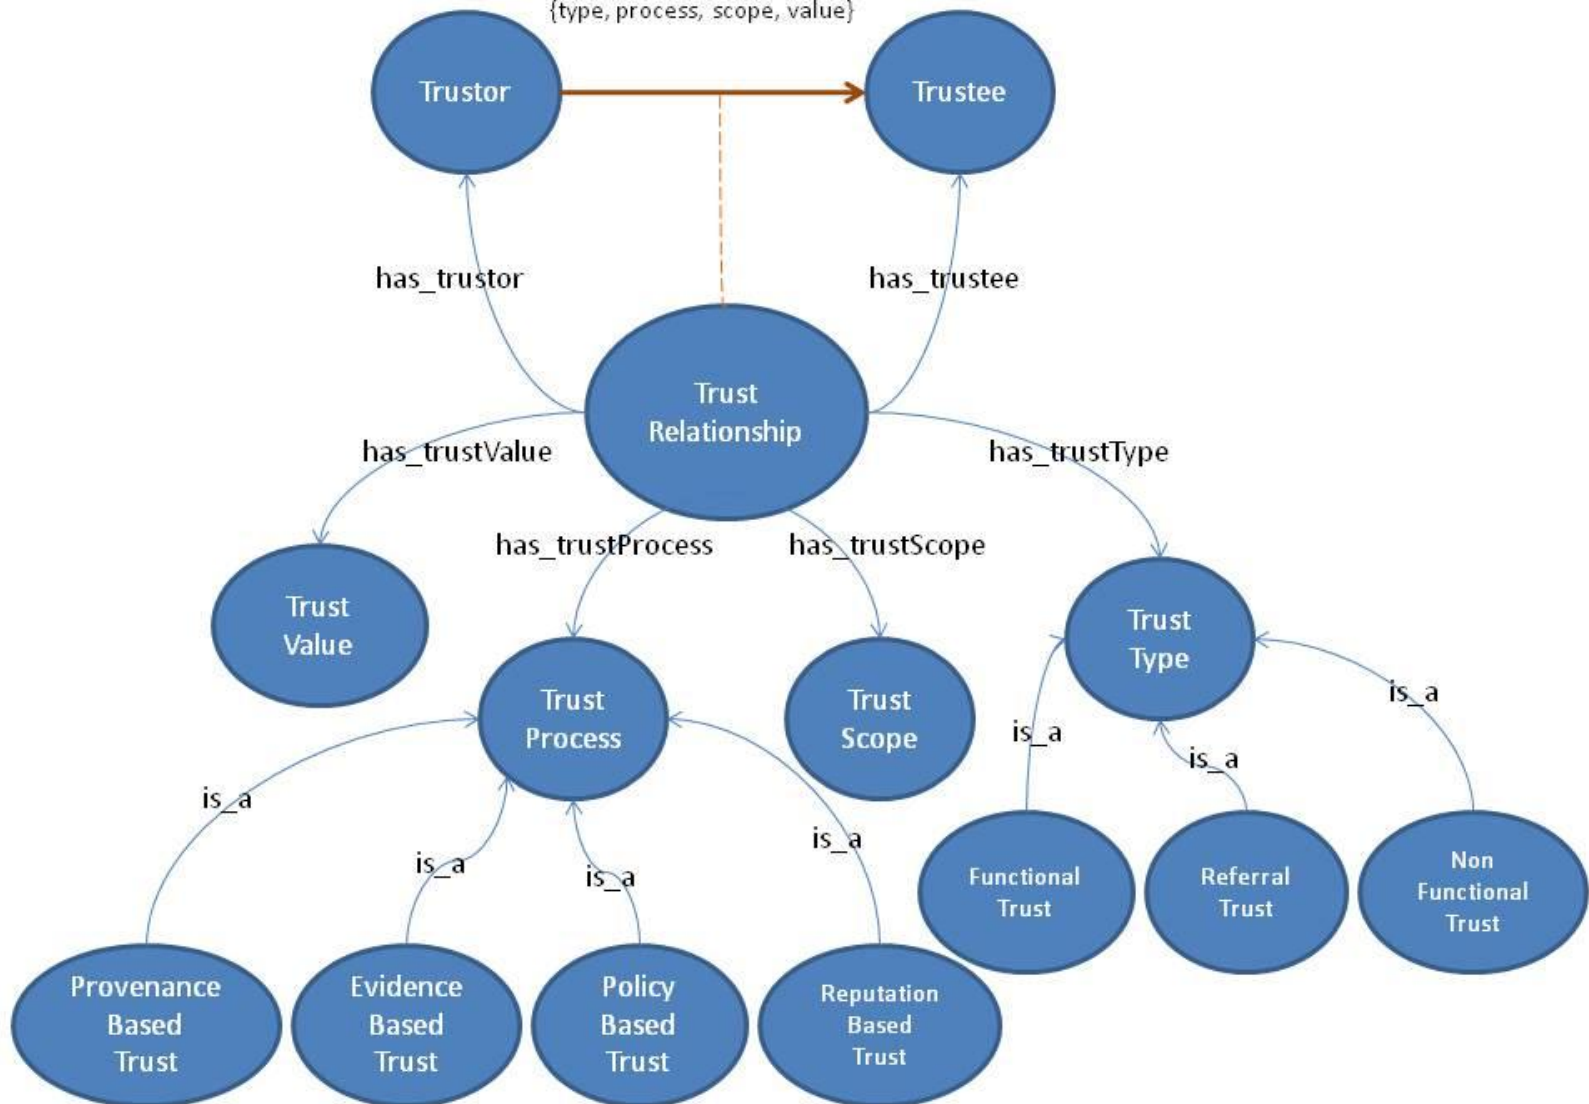 {type, process, scope, value}
Trustor
Trustee
has_trustor
has_trustee
Trust
Relationship
has_trustValue
has_trustType
has_trustProcess
has_trustScope
Trust
Value
Trust
Type
Trust
Process
Trust
Scope
is_a
is_a
is_a
is_a
is_a
is_a
is_a
Functional
Trust
Referral
Trust
Non
Functional
Trust
Provenance
Based
Trust
Evidence
Based
Trust
Policy
Based
Trust
Reputation
Based
Trust